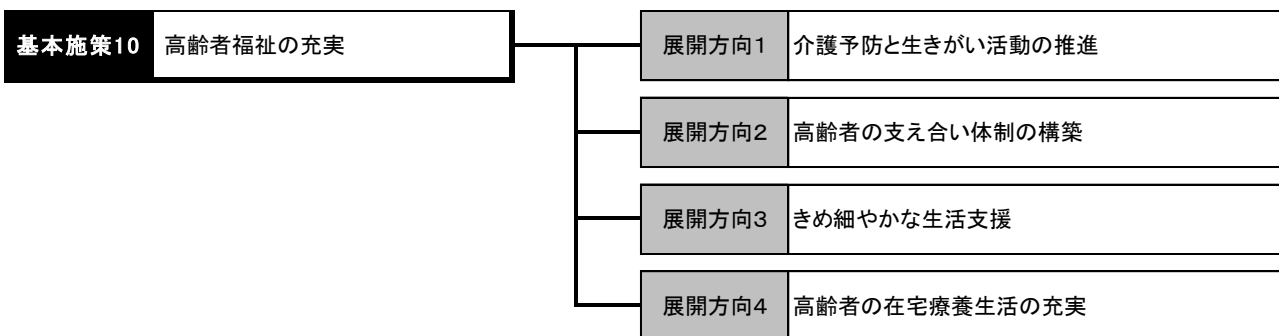 基本施策10 高齢者福祉の充実
展開方向1 介護予防と生きがい活動の推進
展開方向2 高齢者の支え合い体制の構築
展開方向3 きめ細やかな生活支援
展開方向4 高齢者の在宅療養生活の充実